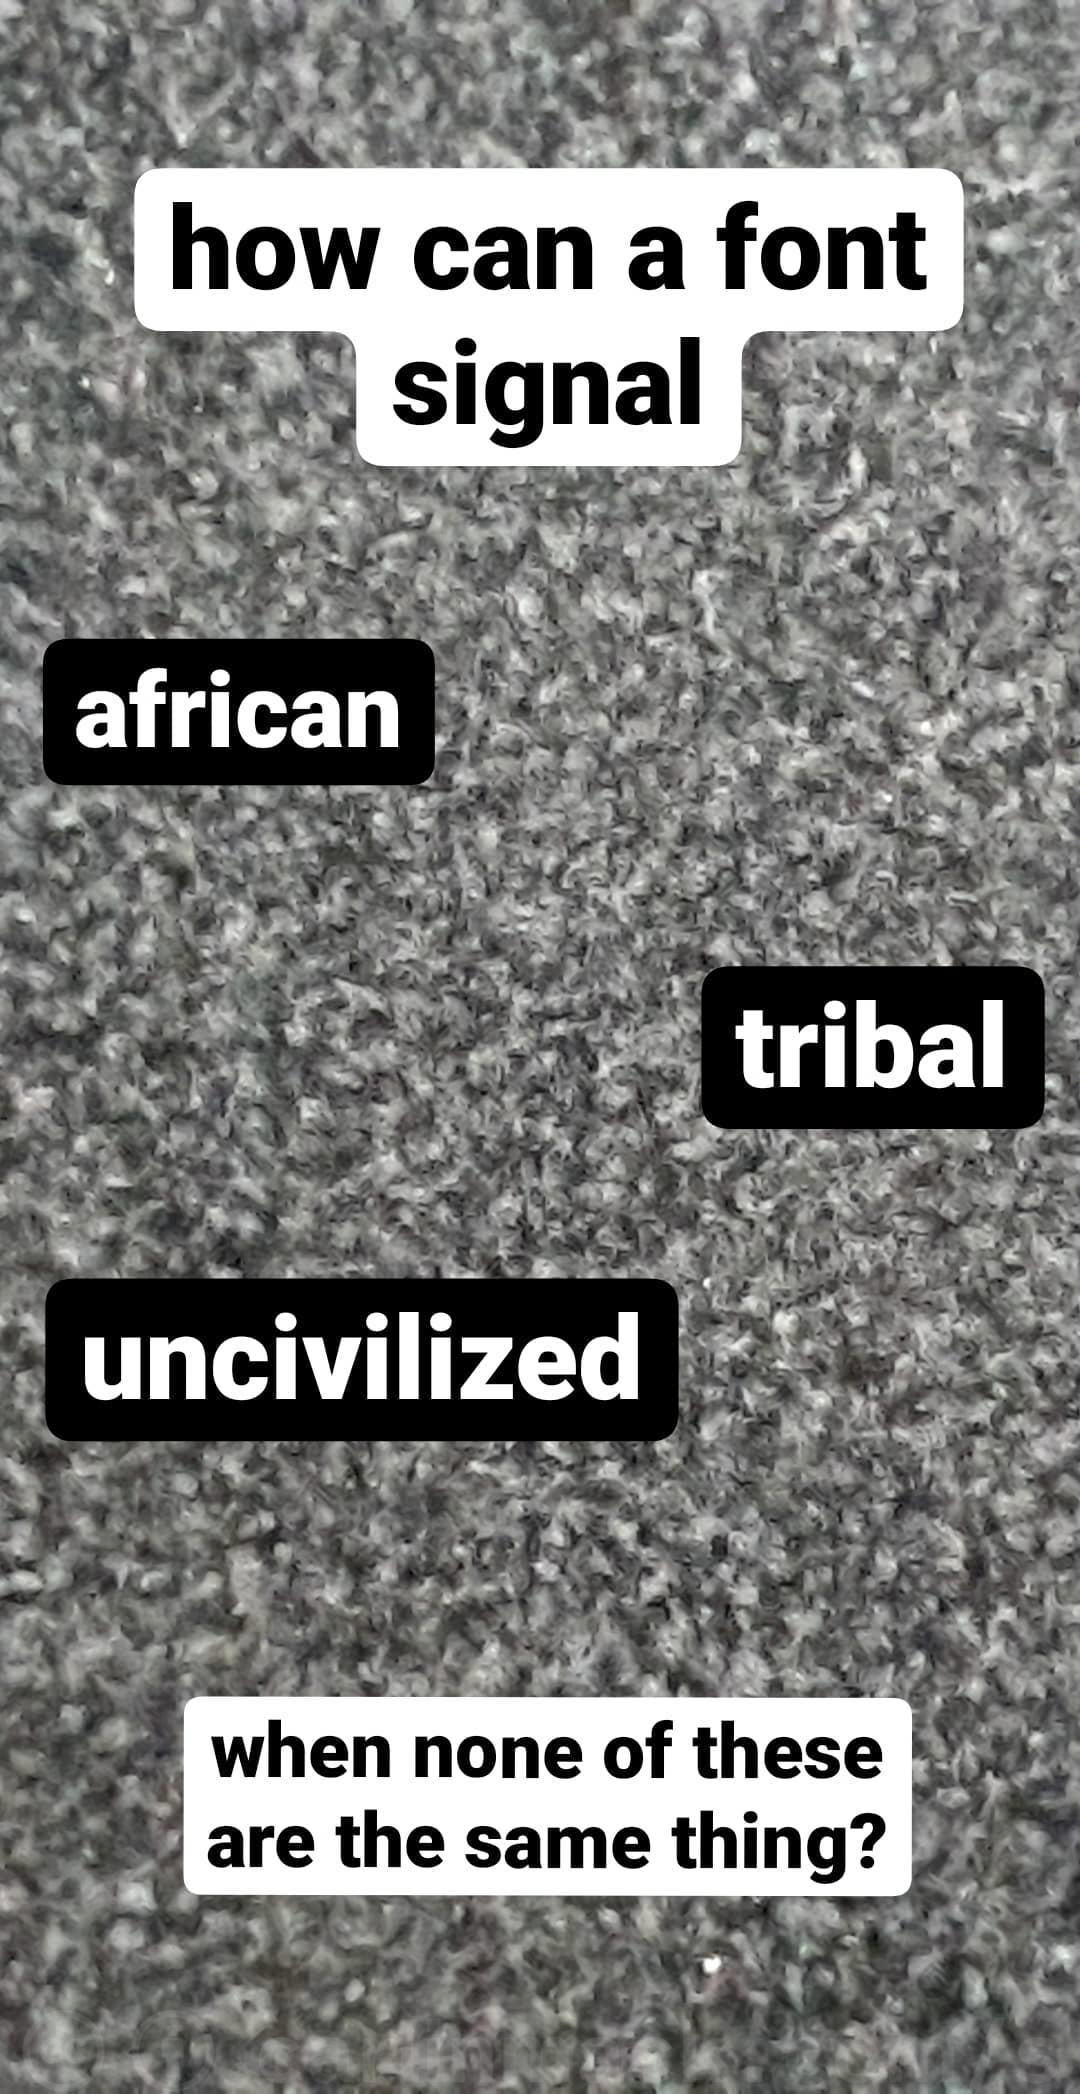 how can a font
signal
african
tribal
uncivilized
when none of these
are the same thing?